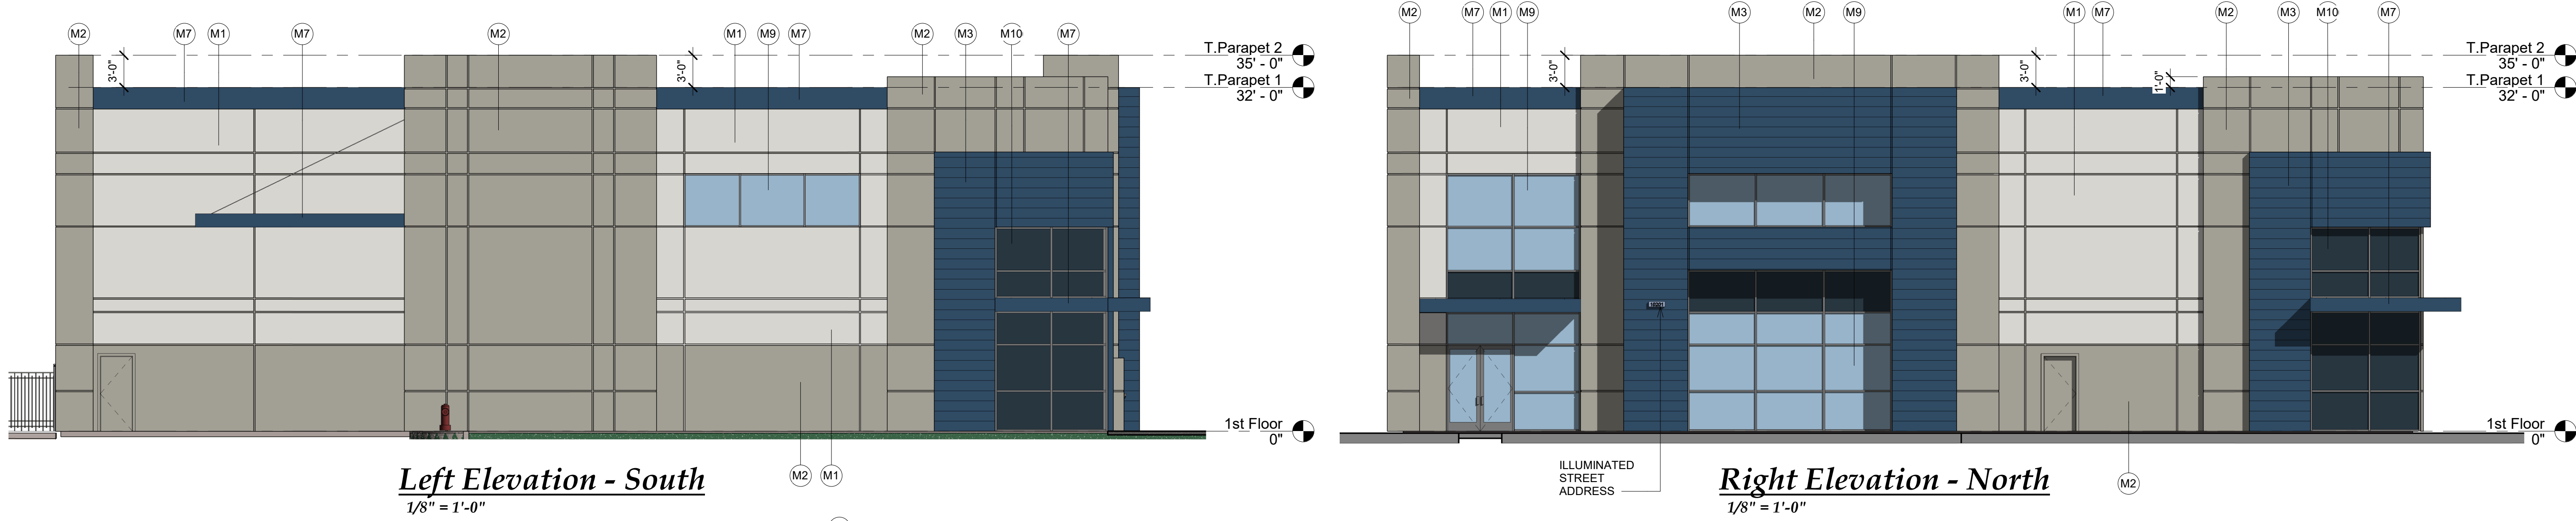 M2 M7 M1 M7 M2 M1 M9 M7 M2 M3 M10 M7
3'-0"
3'-0"
T.Parapet 2
35' - 0"
T.Parapet 1
32' - 0"
1st Floor
0"
M2 M1
Left Elevation - South
1/8" = 1'-0"
M2 M7 M1 M9 M3 M2 M9 M1 M7 M2 M3 M10 M7
3'-0"
3'-0"
1'-0"
T.Parapet 2
35' - 0"
T.Parapet 1
32' - 0"
1st Floor
0"
ILLUMINATED
STREET
ADDRESS
M2
Right Elevation - North
1/8" = 1'-0"